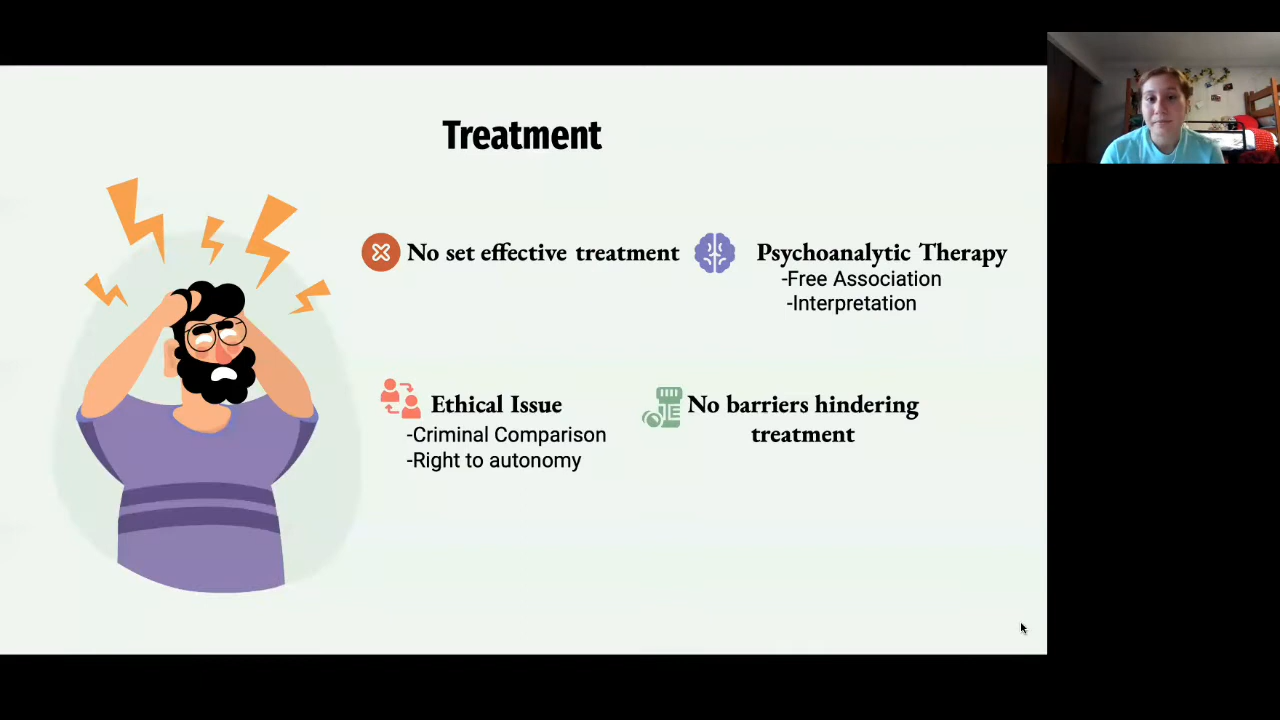 Treatment
No set effective treatment
Psychoanalytic Therapy
-Free Association
-Interpretation
Ethical Issue
-Criminal Comparison
-Right to autonomy
No barriers hindering
treatment